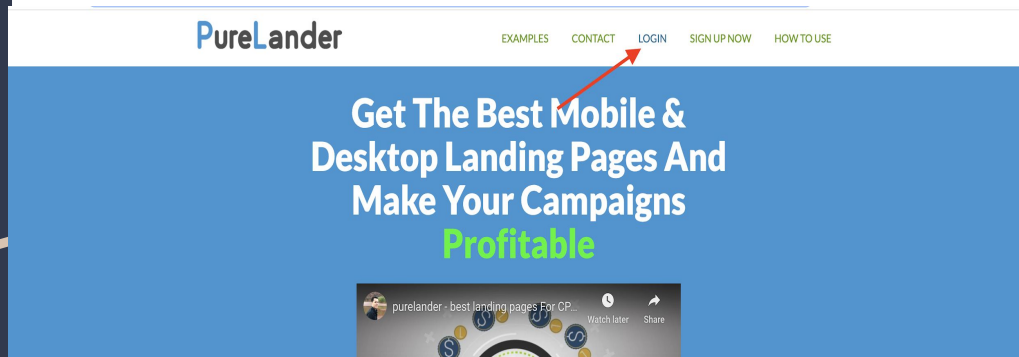 PureLander
EXAMPLES CONTACT LOGIN SIGN UP NOW HOW TO USE
Get The Best Mobile &
Desktop Landing Pages And
Make Your Campaigns
Profitable
purelander - best landing pages For CP...
Watch later Share